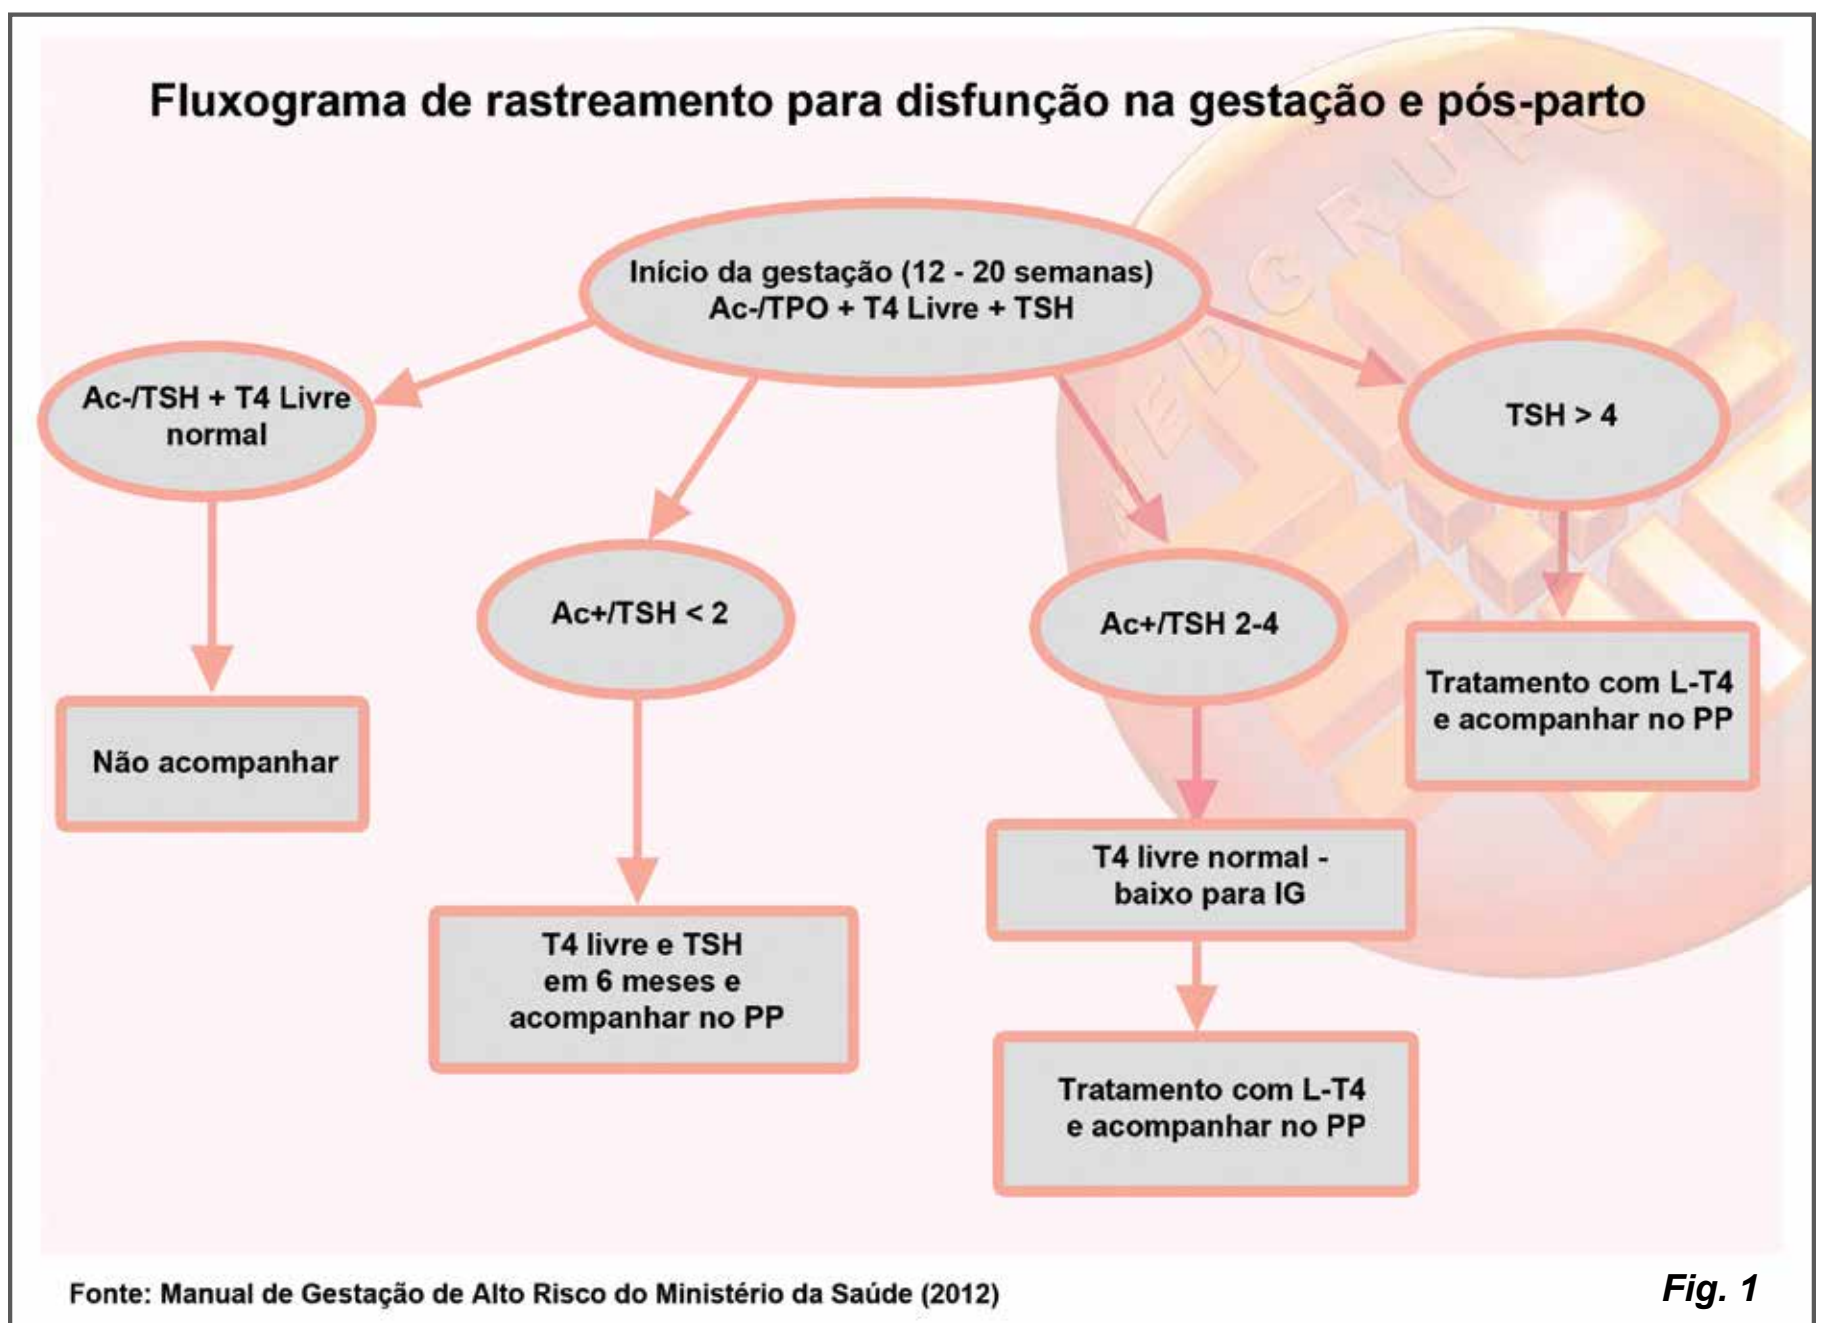 Fluxograma de rastreamento para disfunção na gestação e pós-parto
MEDGRUPO
Início da gestação (12 - 20 semanas)
Ac-/TPO + T4 Livre + TSH
Ac-/TSH + T4 Livre
normal
TSH > 4
Ac+/TSH < 2
Ac+/TSH 2-4
Não acompanhar
Tratamento com L-T4
e acompanhar no PP
T4 livre normal -
baixo para IG
T4 livre e TSH
em 6 meses e
acompanhar no PP
Tratamento com L-T4
e acompanhar no PP
Fonte: Manual de Gestação de Alto Risco do Ministério da Saúde (2012)
Fig. 1